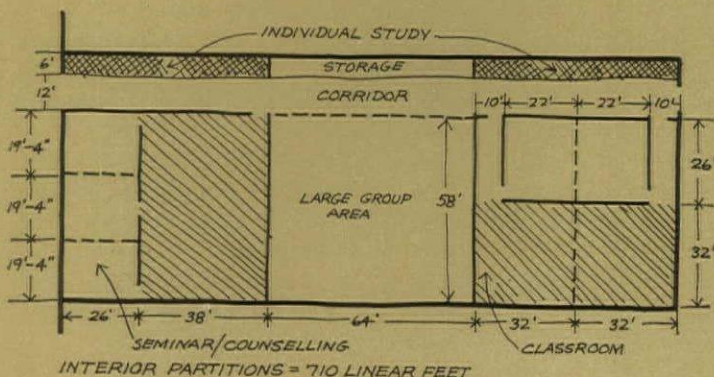 INDIVIDUAL STUDY
6'
STORAGE
12'
CORRIDOR
10' 22' 22' 10'
19'-4"
26
19'-4"
LARGE GROUP
AREA
58'
19'-4"
32'
26' 38' 64' 32' 32'
SEMINAR/COUNSELLING
CLASSROOM
INTERIOR PARTITIONS = 710 LINEAR FEET